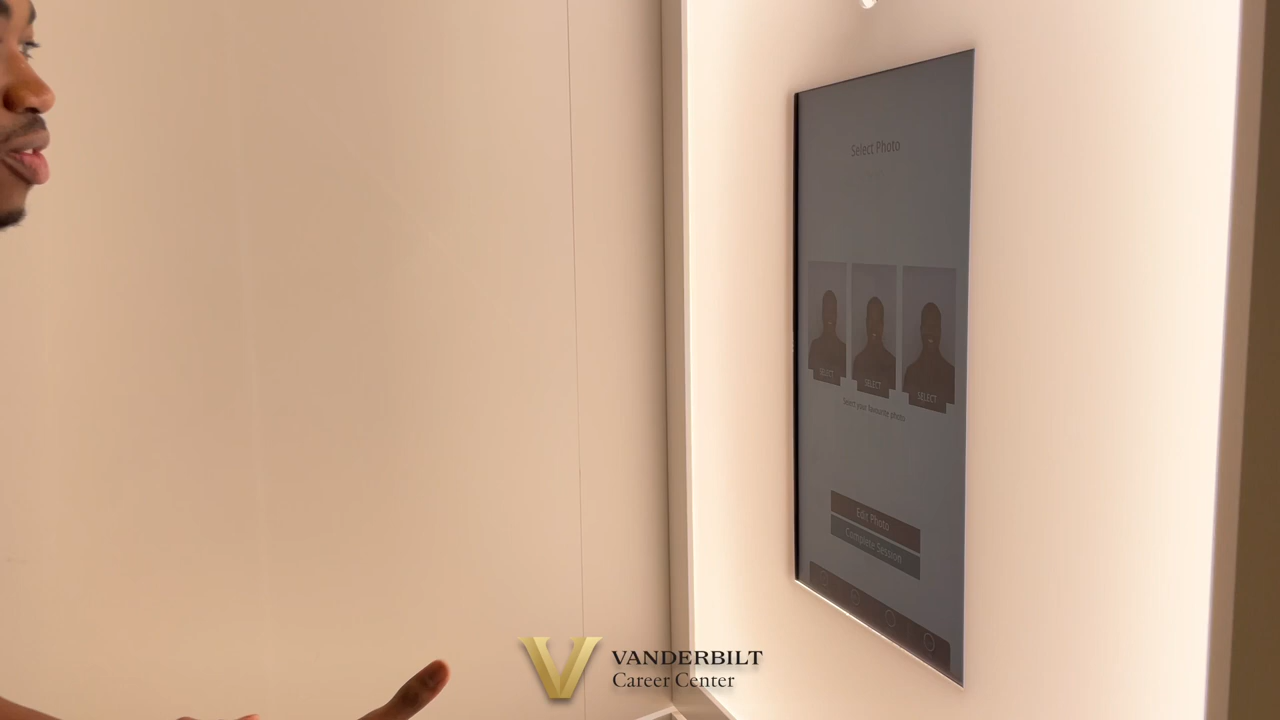 Select Photo
SELECT
SELECT
SELECT
Select your favourite photo
Edit Photo
Complete Session
VANDERBILT
Career Center